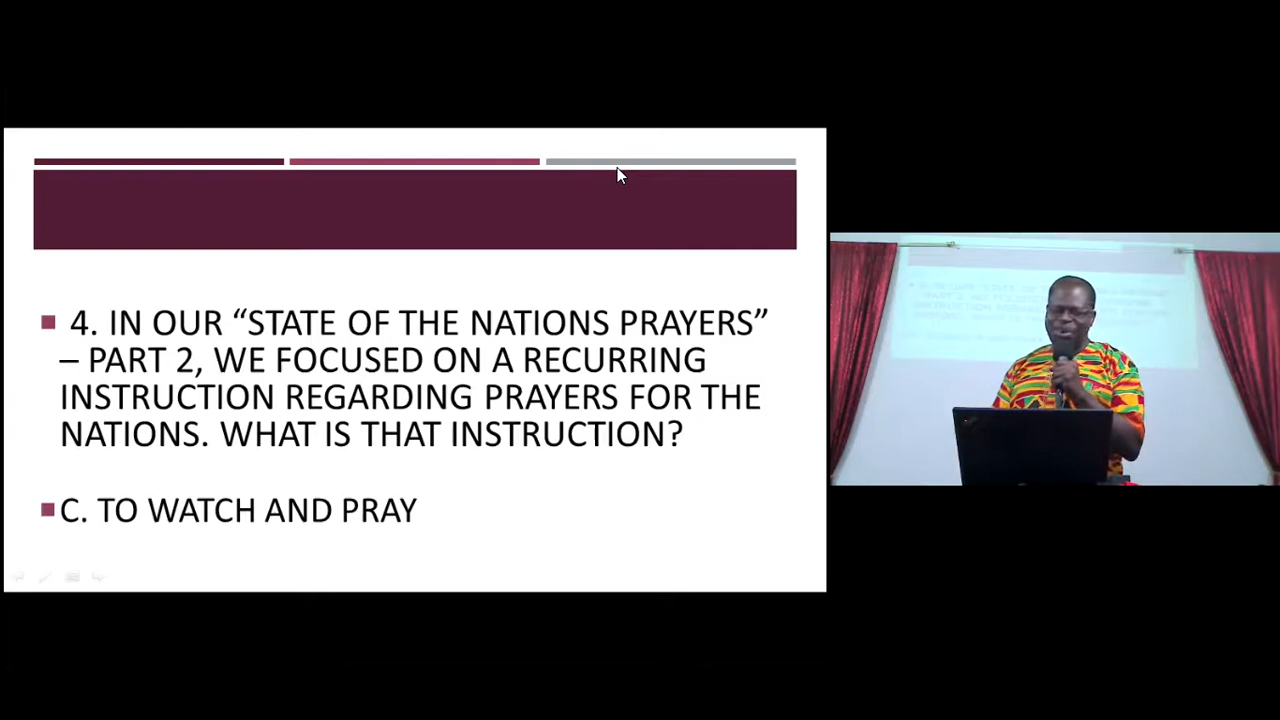 4. IN OUR “STATE OF THE NATIONS PRAYERS”
– PART 2, WE FOCUSED ON A RECURRING
INSTRUCTION REGARDING PRAYERS FOR THE
NATIONS. WHAT IS THAT INSTRUCTION?
C. TO WATCH AND PRAY